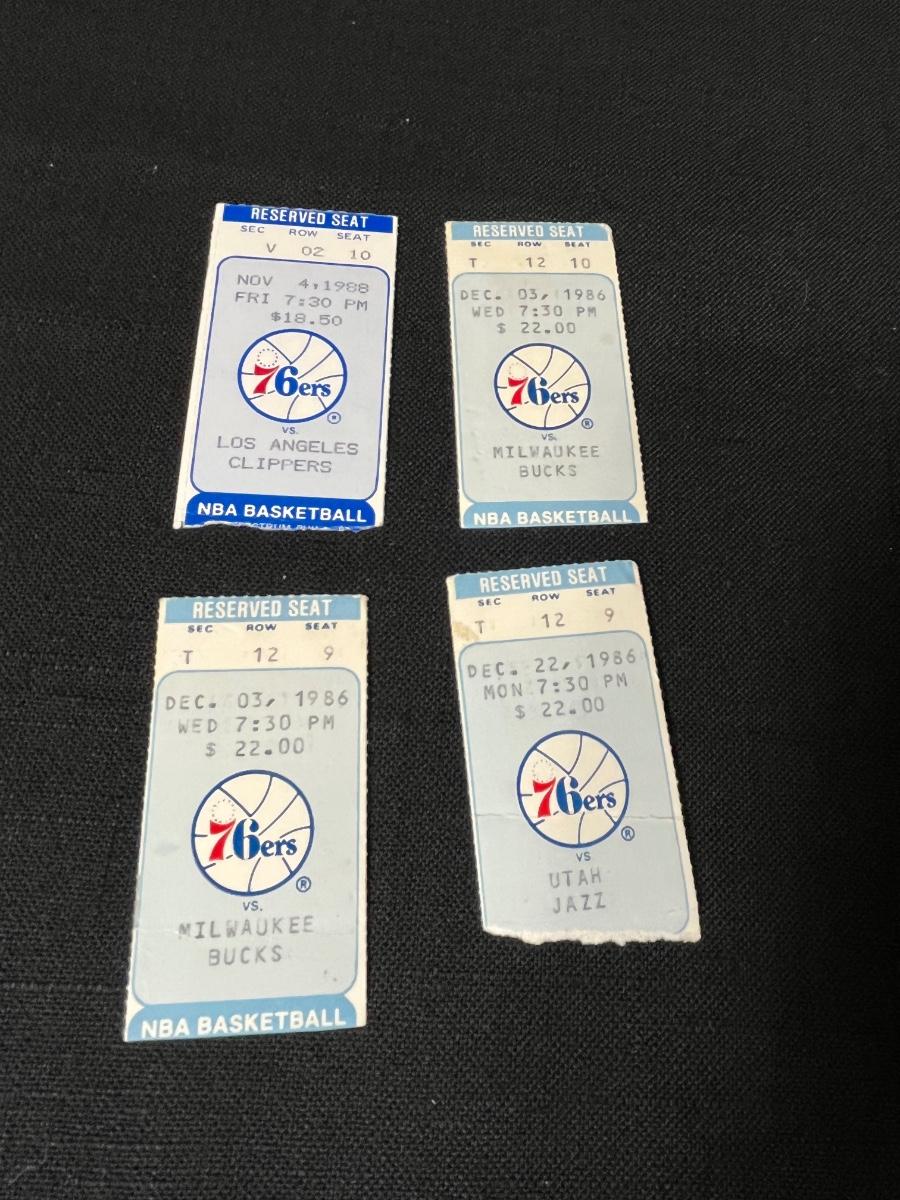 RESERVED SEAT
SEC ROW SEAT
V 02 10
NOV 4,1988
FRI 7:30 PM
$18.50
76ers
®
VS.
LOS ANGELES
CLIPPERS
NBA BASKETBALL
RESERVED SEAT
SEC ROW SEAT
T 12 10
DEC. 03, 1986
WED 7:30 PM
$ 22.00
76ers
®
VS.
MILWAUKEE
BUCKS
NBA BASKETBALL
RESERVED SEAT
SEC ROW SEAT
T 12 9
DEC. 03, 1986
WED 7:30 PM
$ 22.00
76ers
®
VS.
MILWAUKEE
BUCKS
NBA BASKETBALL
RESERVED SEAT
SEC ROW SEAT
T 12 9
DEC. 22, 1986
MON 7:30 PM
$ 22.00
76ers
®
VS
UTAH
JAZZ